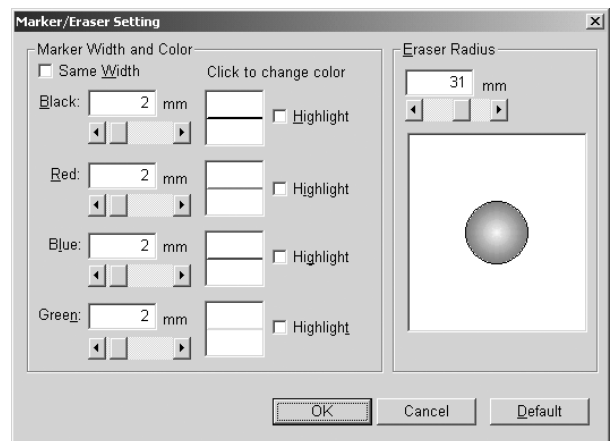 Marker/Eraser Setting
Marker Width and Color
Same Width
Click to change color
Black:
2 mm
Highlight
Red:
2 mm
Highlight
Blue:
2 mm
Highlight
Green:
2 mm
Highlight
Eraser Radius
31 mm
OK
Cancel
Default